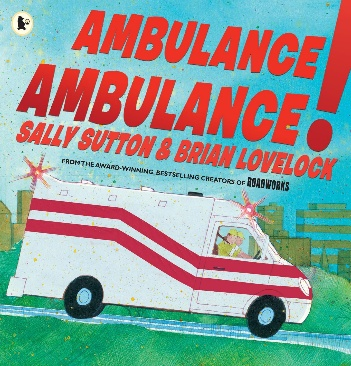 AMBULANCE
AMBULANCE!
SALLY SUTTON & BRIAN LOVELOCK
FROM THE AWARD-WINNING, BESTSELLING CREATORS OF ROADWORKS